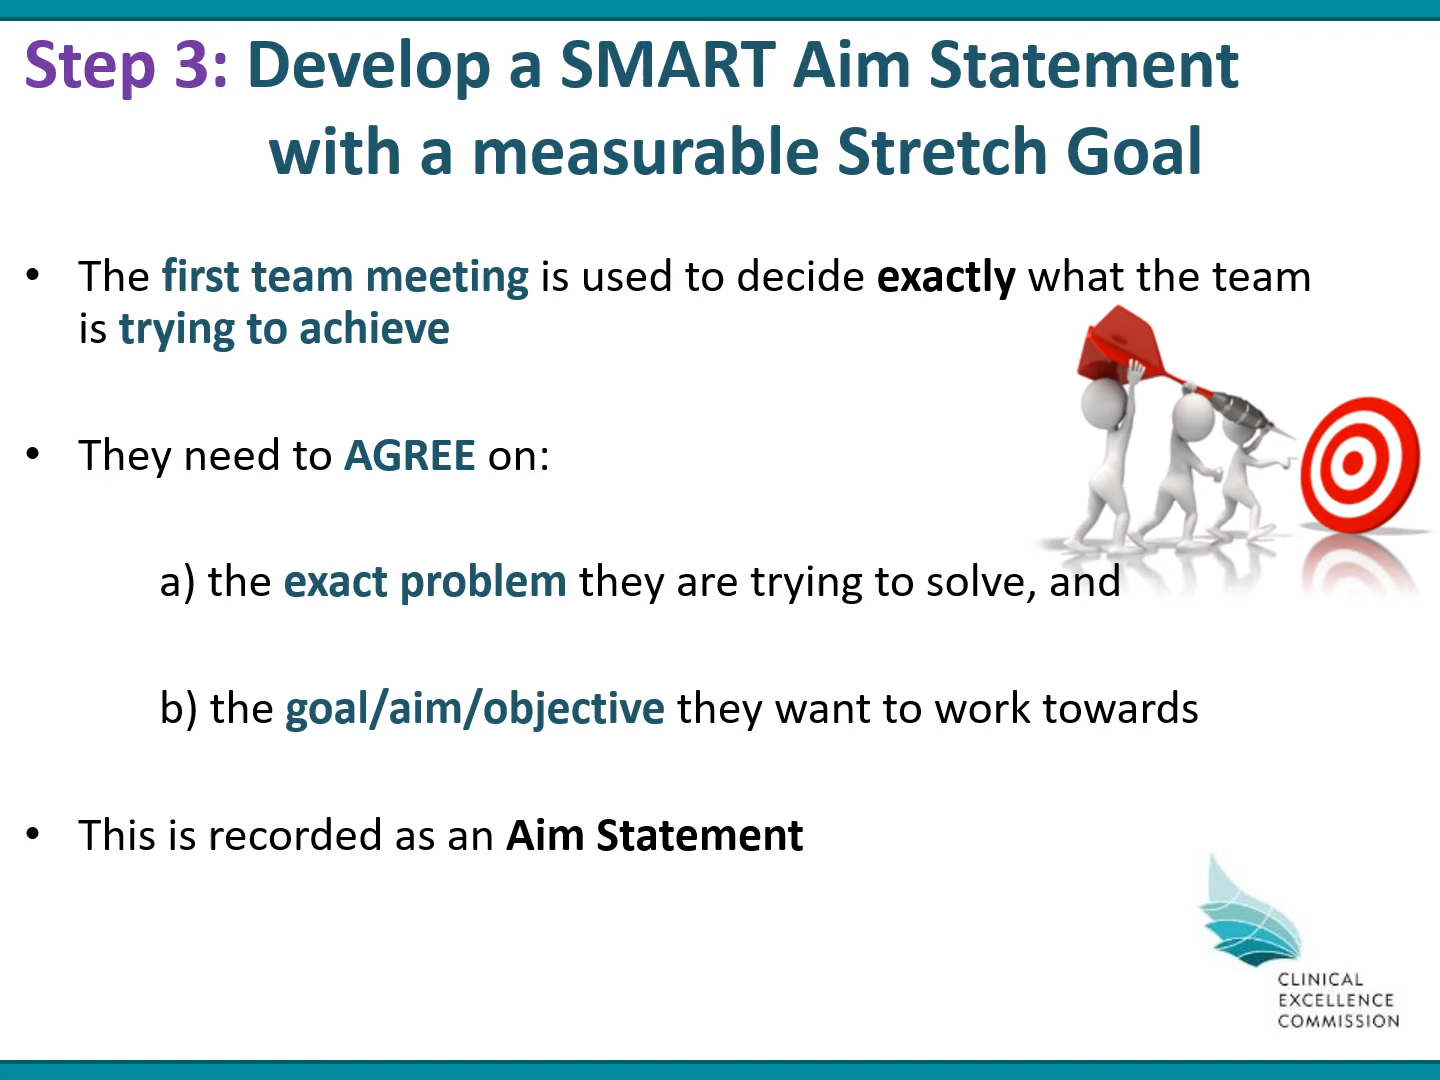 Step 3: Develop a SMART Aim Statement
with a measurable Stretch Goal
• The first team meeting is used to decide exactly what the team
is trying to achieve
• They need to AGREE on:
a) the exact problem they are trying to solve, and
b) the goal/aim/objective they want to work towards
• This is recorded as an Aim Statement
CLINICAL
EXCELLENCE
COMMISSION